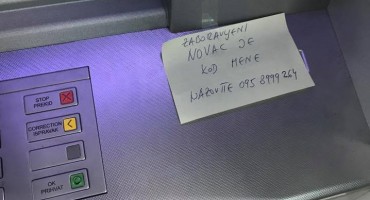 ZABORAVLJENI
NOVAC JE
KOD MENE
NAZOVITE 095 8999 264
STOP
PREKID
CORRECTION
ISPRAVAK
OK
PRIHVAT